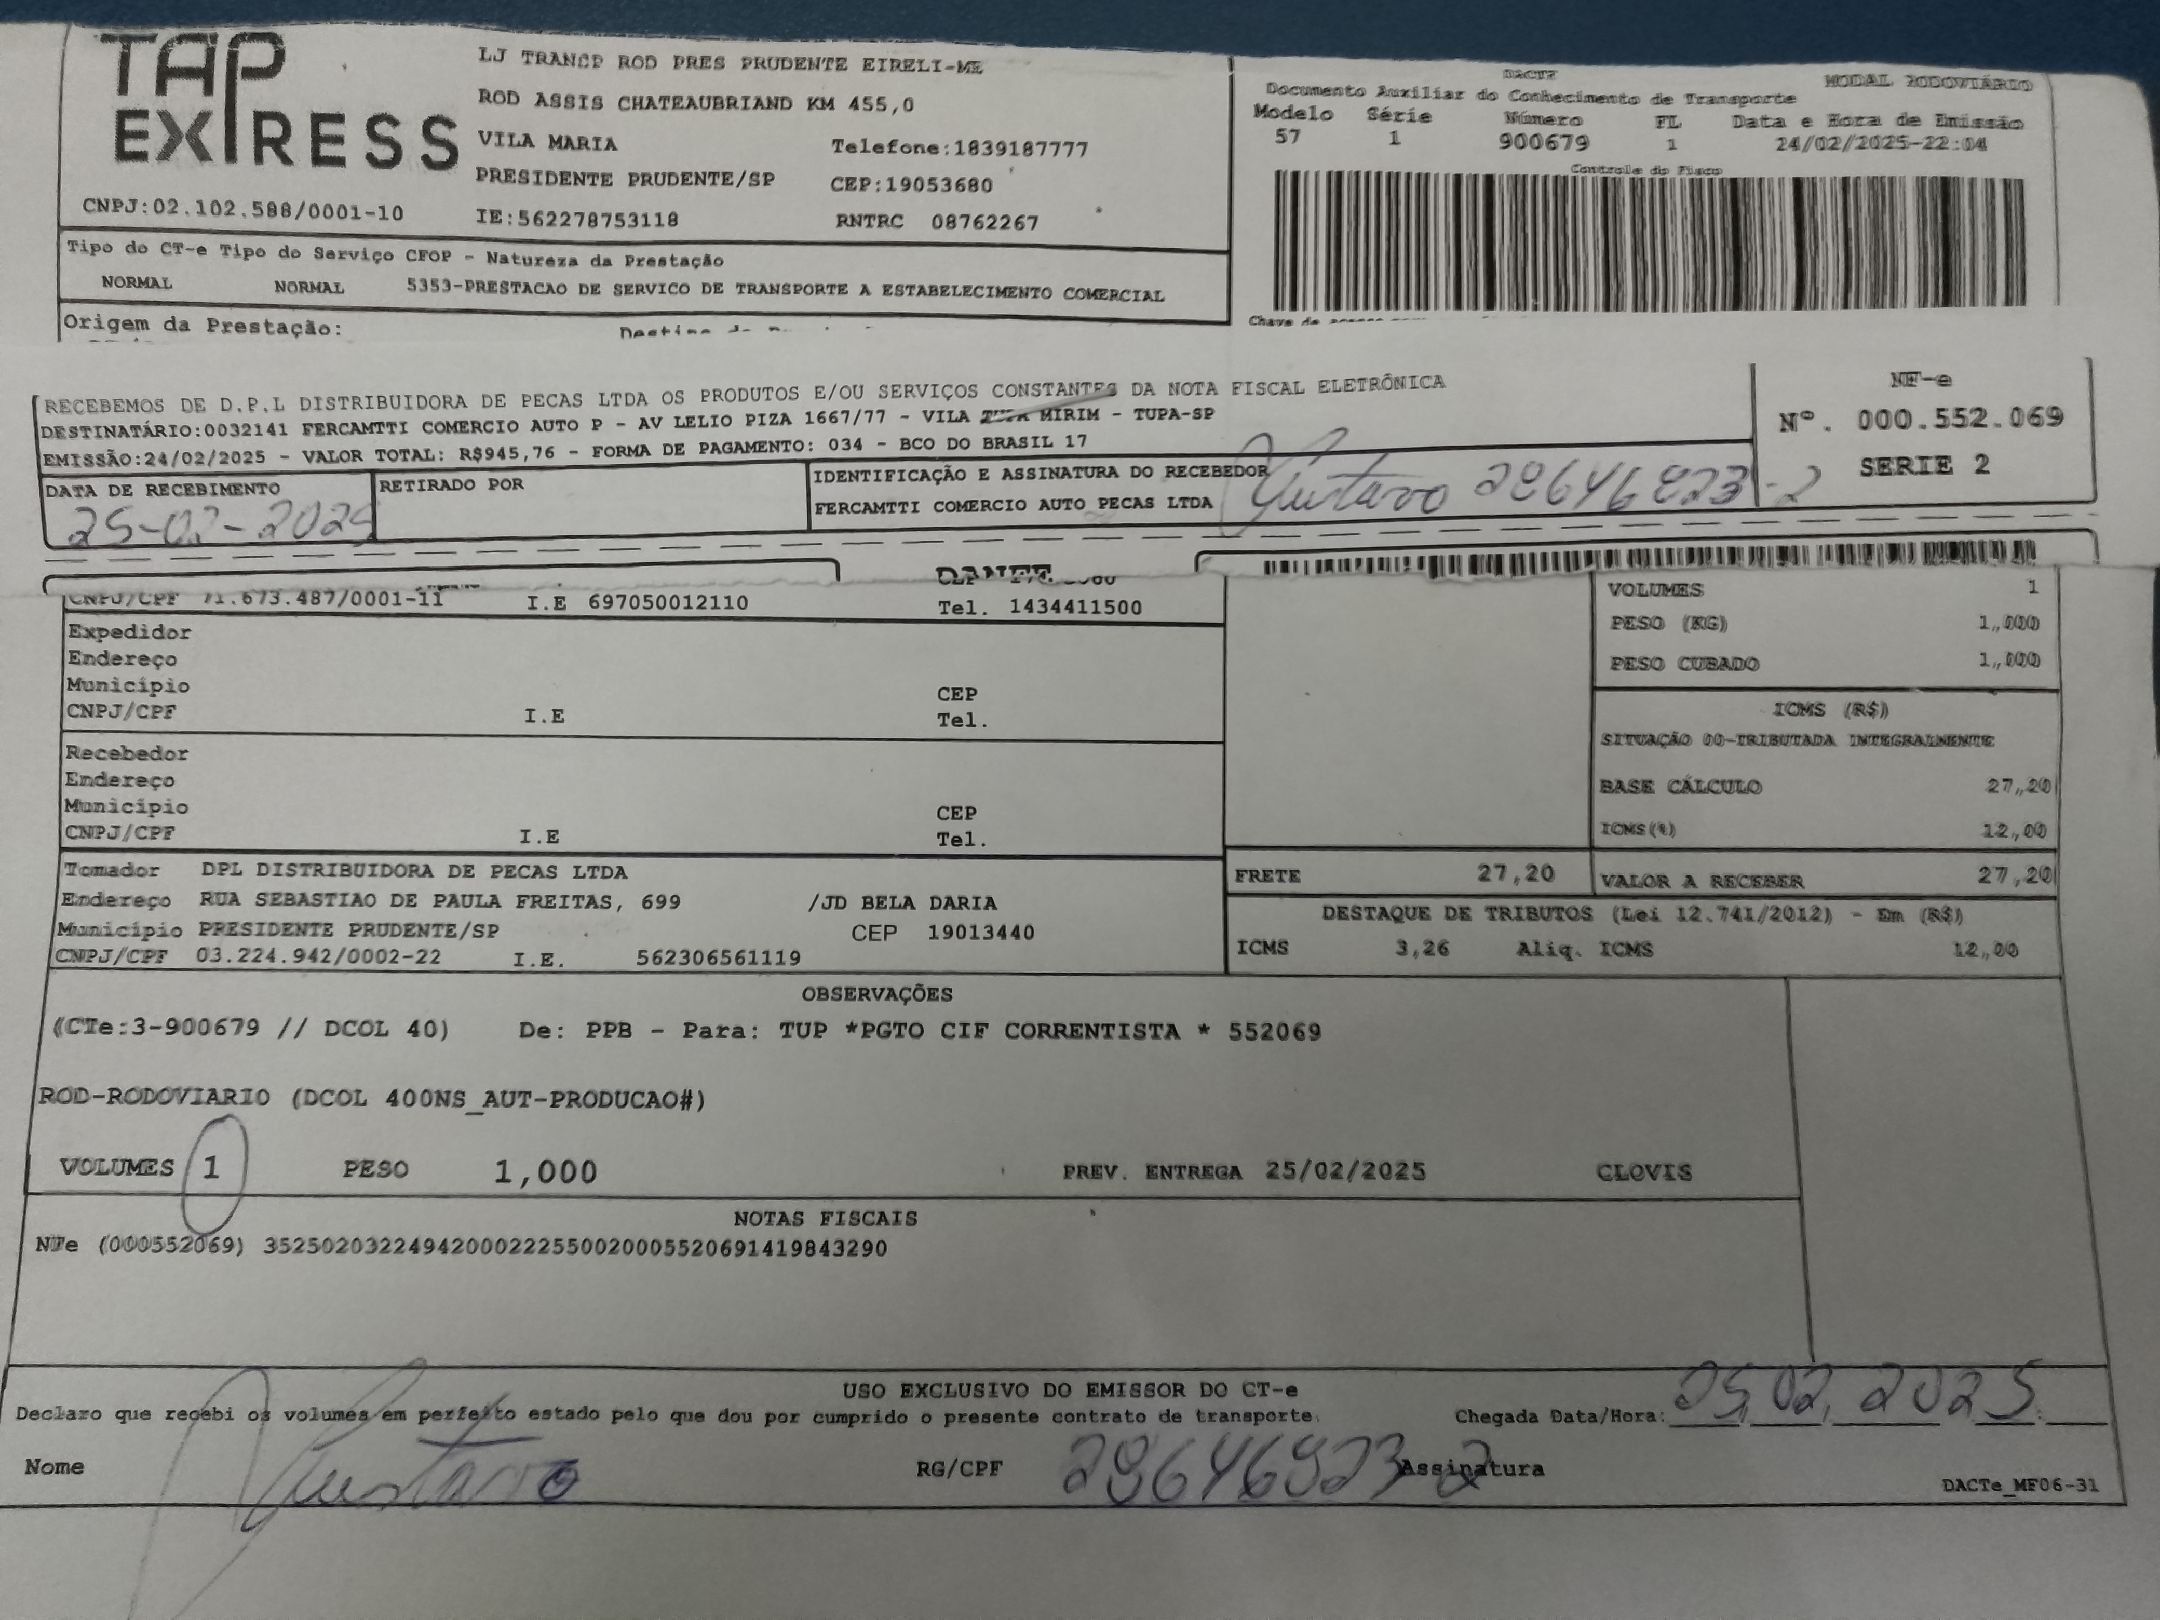 TAP
EXPRESS
CNPJ:02.102.588/0001-10
LJ TRANSP ROD PRES PRUDENTE EIRELI-ME
ROD ASSIS CHATEAUBRIAND KM 455,0
VILA MARIA Telefone:1839187777
PRESIDENTE PRUDENTE/SP CEP:19053680
IE:562278753118 RNTRC 08762267
DACTE MODAL RODOVIÁRIO
Documento Auxiliar do Conhecimento de Transporte
Modelo Série Número FL Data e Hora de Emissão
57 1 900679 1 24/02/2025-22:04
Controle do Fisco
Tipo do CT-e Tipo do Serviço CFOP - Natureza da Prestação
NORMAL NORMAL 5353-PRESTACAO DE SERVICO DE TRANSPORTE A ESTABELECIMENTO COMERCIAL
Origem da Prestação:
Chave de
RECEBEMOS DE D.P.L DISTRIBUIDORA DE PECAS LTDA OS PRODUTOS E/OU SERVIÇOS CONSTANTES DA NOTA FISCAL ELETRÔNICA
DESTINATÁRIO:0032141 FERCAMTTI COMERCIO AUTO P - AV LELIO PIZA 1667/77 - VILA MIRIM - TUPA-SP
EMISSÃO:24/02/2025 - VALOR TOTAL: R$945,76 - FORMA DE PAGAMENTO: 034 - BCO DO BRASIL 17
NF-e
Nº. 000.552.069
SERIE 2
DATA DE RECEBIMENTO RETIRADO POR IDENTIFICAÇÃO E ASSINATURA DO RECEBEDOR
25-02-2025 FERCAMTTI COMERCIO AUTO PECAS LTDA Gustavo 28646823-2
DANFE
CNPJ/CPF 71.673.487/0001-11 I.E 697050012110 Tel. 1434411500
Expedidor
Endereço
Município CEP
CNPJ/CPF I.E Tel.
Recebedor
Endereço
Município CEP
CNPJ/CPF I.E Tel.
VOLUMES 1
PESO (KG) 1,000
PESO CUBADO 1,000
ICMS (R$)
SITUAÇÃO 00-TRIBUTADA INTEGRALMENTE
BASE CÁLCULO 27,20
ICMS(%) 12,00
Tomador DPL DISTRIBUIDORA DE PECAS LTDA
Endereço RUA SEBASTIAO DE PAULA FREITAS, 699 /JD BELA DARIA
Município PRESIDENTE PRUDENTE/SP CEP 19013440
CNPJ/CPF 03.224.942/0002-22 I.E. 562306561119
FRETE 27,20 VALOR A RECEBER 27,20
DESTAQUE DE TRIBUTOS (Lei 12.741/2012) - Em (R$)
ICMS 3,26 Aliq. ICMS 12,00
OBSERVAÇÕES
(CTe:3-900679 // DCOL 40) De: PPB - Para: TUP *PGTO CIF CORRENTISTA * 552069
ROD-RODOVIARIO (DCOL 400NS_AUT-PRODUCAO#)
VOLUMES 1 PESO 1,000 PREV. ENTREGA 25/02/2025 CLOVIS
NOTAS FISCAIS
NFe (000552069) 35250203224942000222550020005520691419843290
USO EXCLUSIVO DO EMISSOR DO CT-e
Declaro que recebi os volumes em perfeito estado pelo que dou por cumprido o presente contrato de transporte. Chegada Data/Hora: 25,02,2025
Nome Gustavo RG/CPF 28646823-2 Assinatura
DACTe_MF06-31